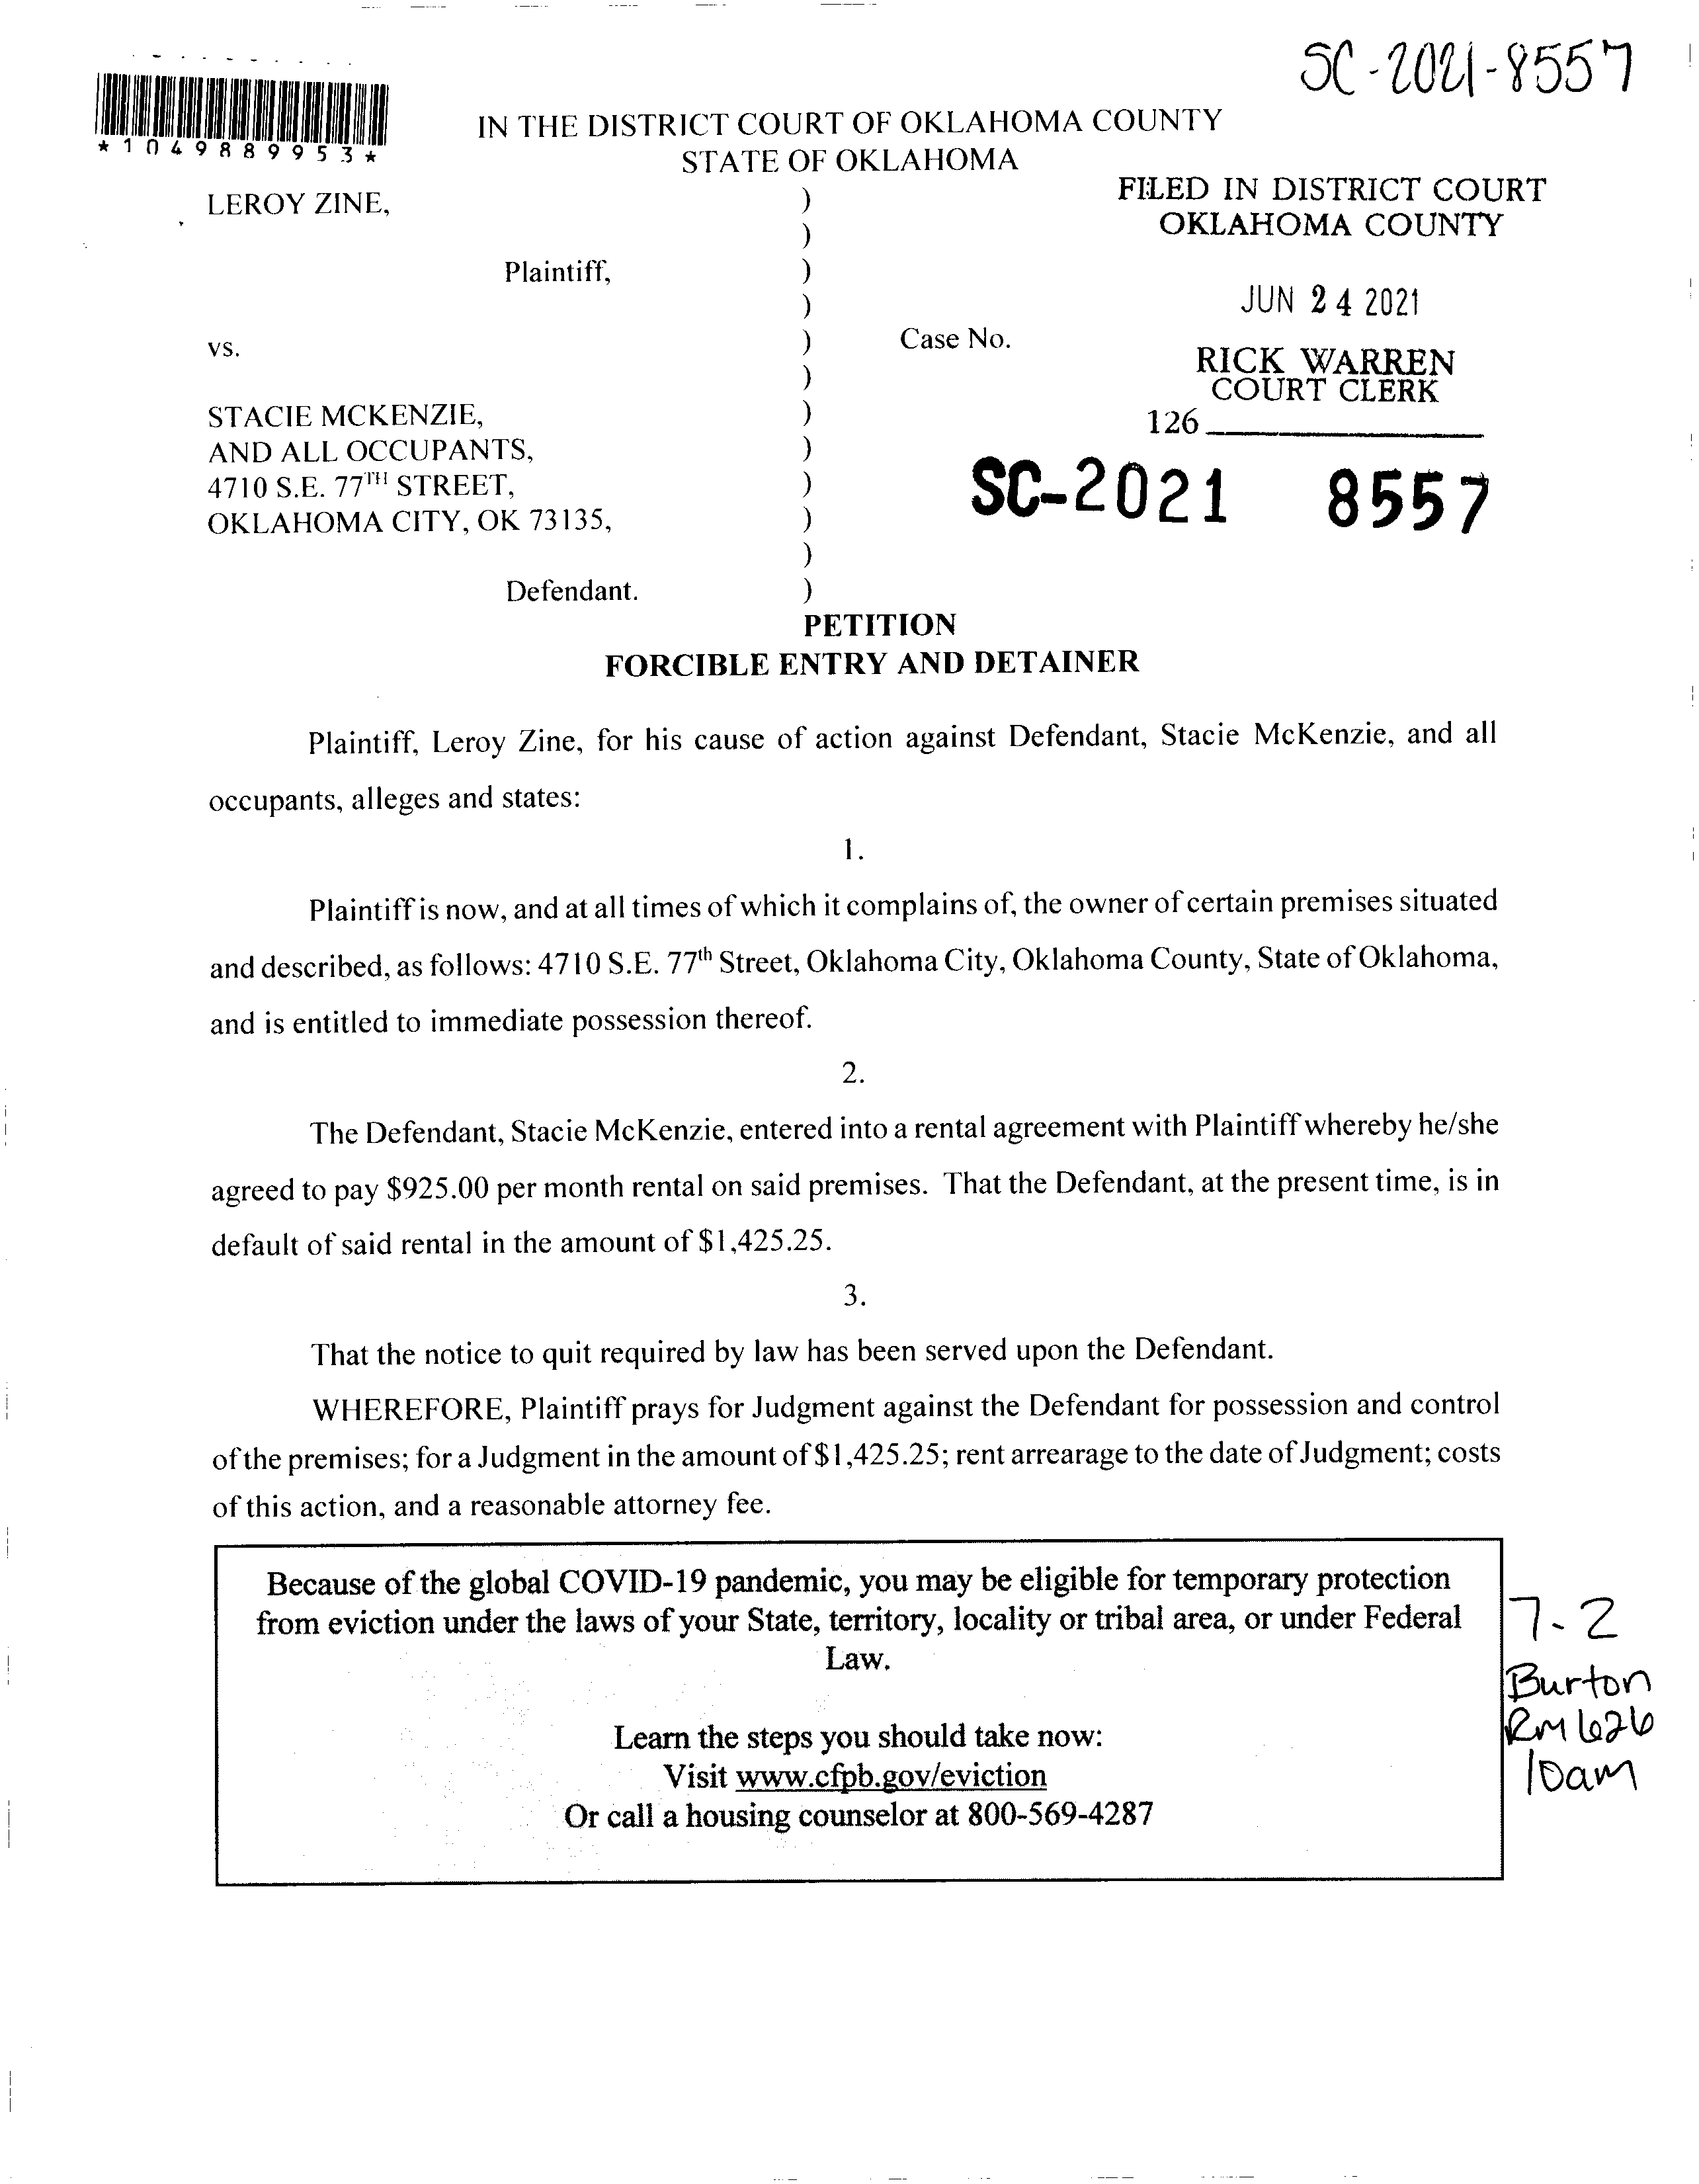 SC-2021-8557
*1049889953*
IN THE DISTRICT COURT OF OKLAHOMA COUNTY
STATE OF OKLAHOMA
LEROY ZINE,
)
FILED IN DISTRICT COURT
OKLAHOMA COUNTY
)
Plaintiff,
)
JUN 24 2021
)
vs.
)
Case No.
RICK WARREN
COURT CLERK
)
STACIE MCKENZIE,
)
126
AND ALL OCCUPANTS,
)
4710 S.E. 77TH STREET,
)
SC-2021 8557
OKLAHOMA CITY, OK 73135,
)
)
Defendant.
)
PETITION
FORCIBLE ENTRY AND DETAINER
Plaintiff, Leroy Zine, for his cause of action against Defendant, Stacie McKenzie, and all
occupants, alleges and states:
1.
Plaintiff is now, and at all times of which it complains of, the owner of certain premises situated
and described, as follows: 4710 S.E. 77th Street, Oklahoma City, Oklahoma County, State of Oklahoma,
and is entitled to immediate possession thereof.
2.
The Defendant, Stacie McKenzie, entered into a rental agreement with Plaintiff whereby he/she
agreed to pay $925.00 per month rental on said premises. That the Defendant, at the present time, is in
default of said rental in the amount of $1,425.25.
3.
That the notice to quit required by law has been served upon the Defendant.
WHEREFORE, Plaintiff prays for Judgment against the Defendant for possession and control
of the premises; for a Judgment in the amount of $1,425.25; rent arrearage to the date of Judgment; costs
of this action, and a reasonable attorney fee.
Because of the global COVID-19 pandemic, you may be eligible for temporary protection
from eviction under the laws of your State, territory, locality or tribal area, or under Federal
Law.
Learn the steps you should take now:
Visit www.cfpb.gov/eviction
Or call a housing counselor at 800-569-4287
7-2
Burton
Rm 626
10am